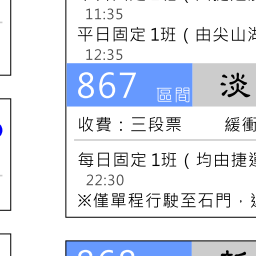 11:35
平日固定1班（由尖山湖
12:35
867 區間 淡
收費：三段票 緩衝
每日固定1班（均由捷運
22:30
※僅單程行駛至石門，
868